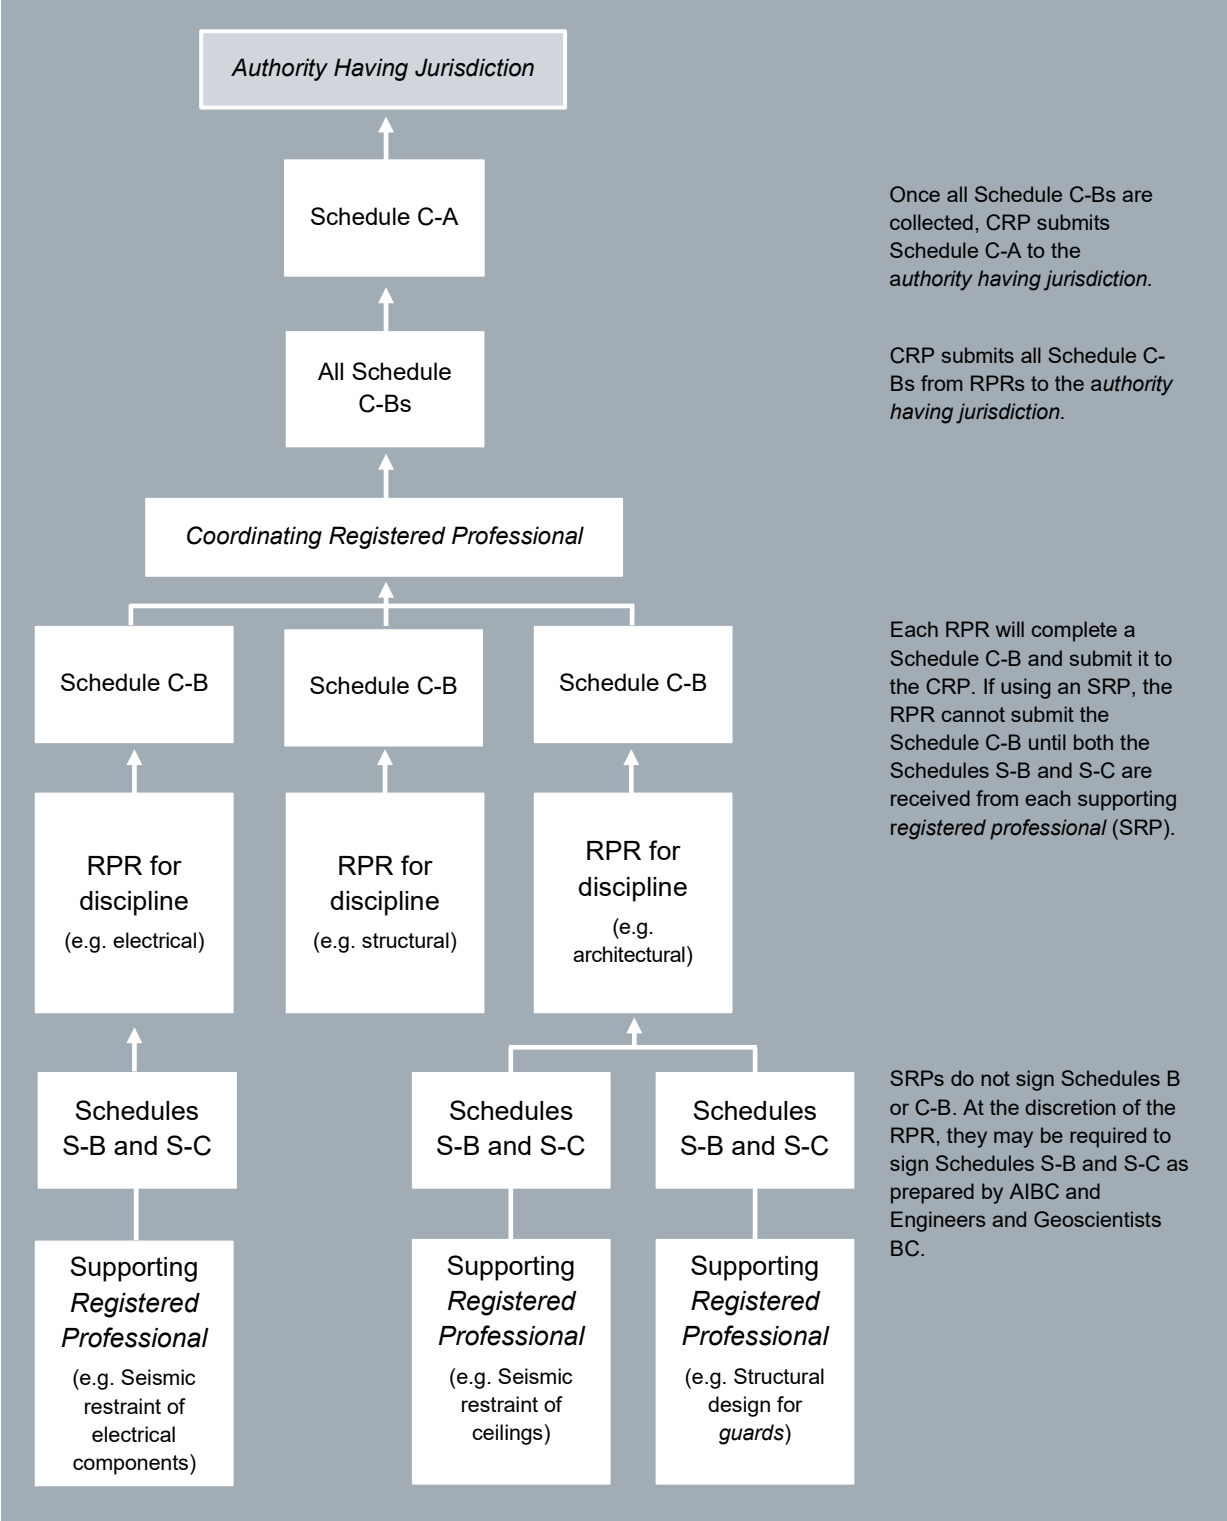 Authority Having Jurisdiction
Schedule C-A
Once all Schedule C-Bs are
collected, CRP submits
Schedule C-A to the
authority having jurisdiction.
All Schedule
C-Bs
CRP submits all Schedule C-
Bs from RPRs to the authority
having jurisdiction.
Coordinating Registered Professional
Schedule C-B
Schedule C-B
Schedule C-B
Each RPR will complete a
Schedule C-B and submit it to
the CRP. If using an SRP, the
RPR cannot submit the
Schedule C-B until both the
Schedules S-B and S-C are
received from each supporting
registered professional (SRP).
RPR for
discipline
(e.g. electrical)
RPR for
discipline
(e.g. structural)
RPR for
discipline
(e.g.
architectural)
Schedules
S-B and S-C
Schedules
S-B and S-C
Schedules
S-B and S-C
SRPs do not sign Schedules B
or C-B. At the discretion of the
RPR, they may be required to
sign Schedules S-B and S-C as
prepared by AIBC and
Engineers and Geoscientists
BC.
Supporting
Registered
Professional
(e.g. Seismic
restraint of
electrical
components)
Supporting
Registered
Professional
(e.g. Seismic
restraint of
ceilings)
Supporting
Registered
Professional
(e.g. Structural
design for
guards)